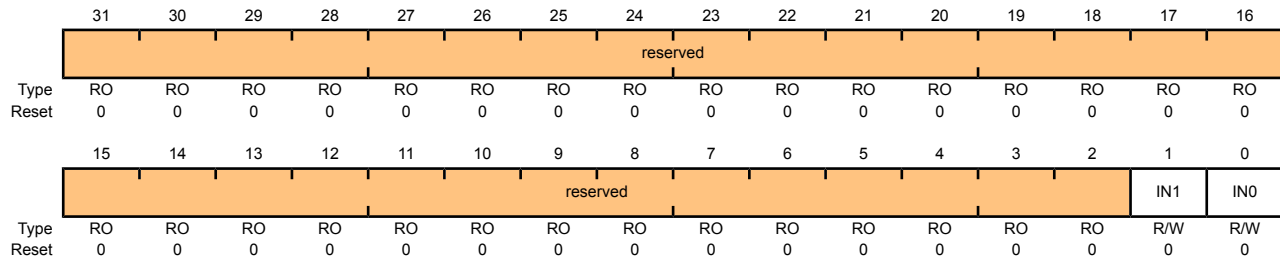 31 30 29 28 27 26 25 24 23 22 21 20 19 18 17 16
reserved
Type RO RO RO RO RO RO RO RO RO RO RO RO RO RO RO RO
Reset 0 0 0 0 0 0 0 0 0 0 0 0 0 0 0 0
15 14 13 12 11 10 9 8 7 6 5 4 3 2 1 0
reserved IN1 IN0
Type RO RO RO RO RO RO RO RO RO RO RO RO RO RO R/W R/W
Reset 0 0 0 0 0 0 0 0 0 0 0 0 0 0 0 0